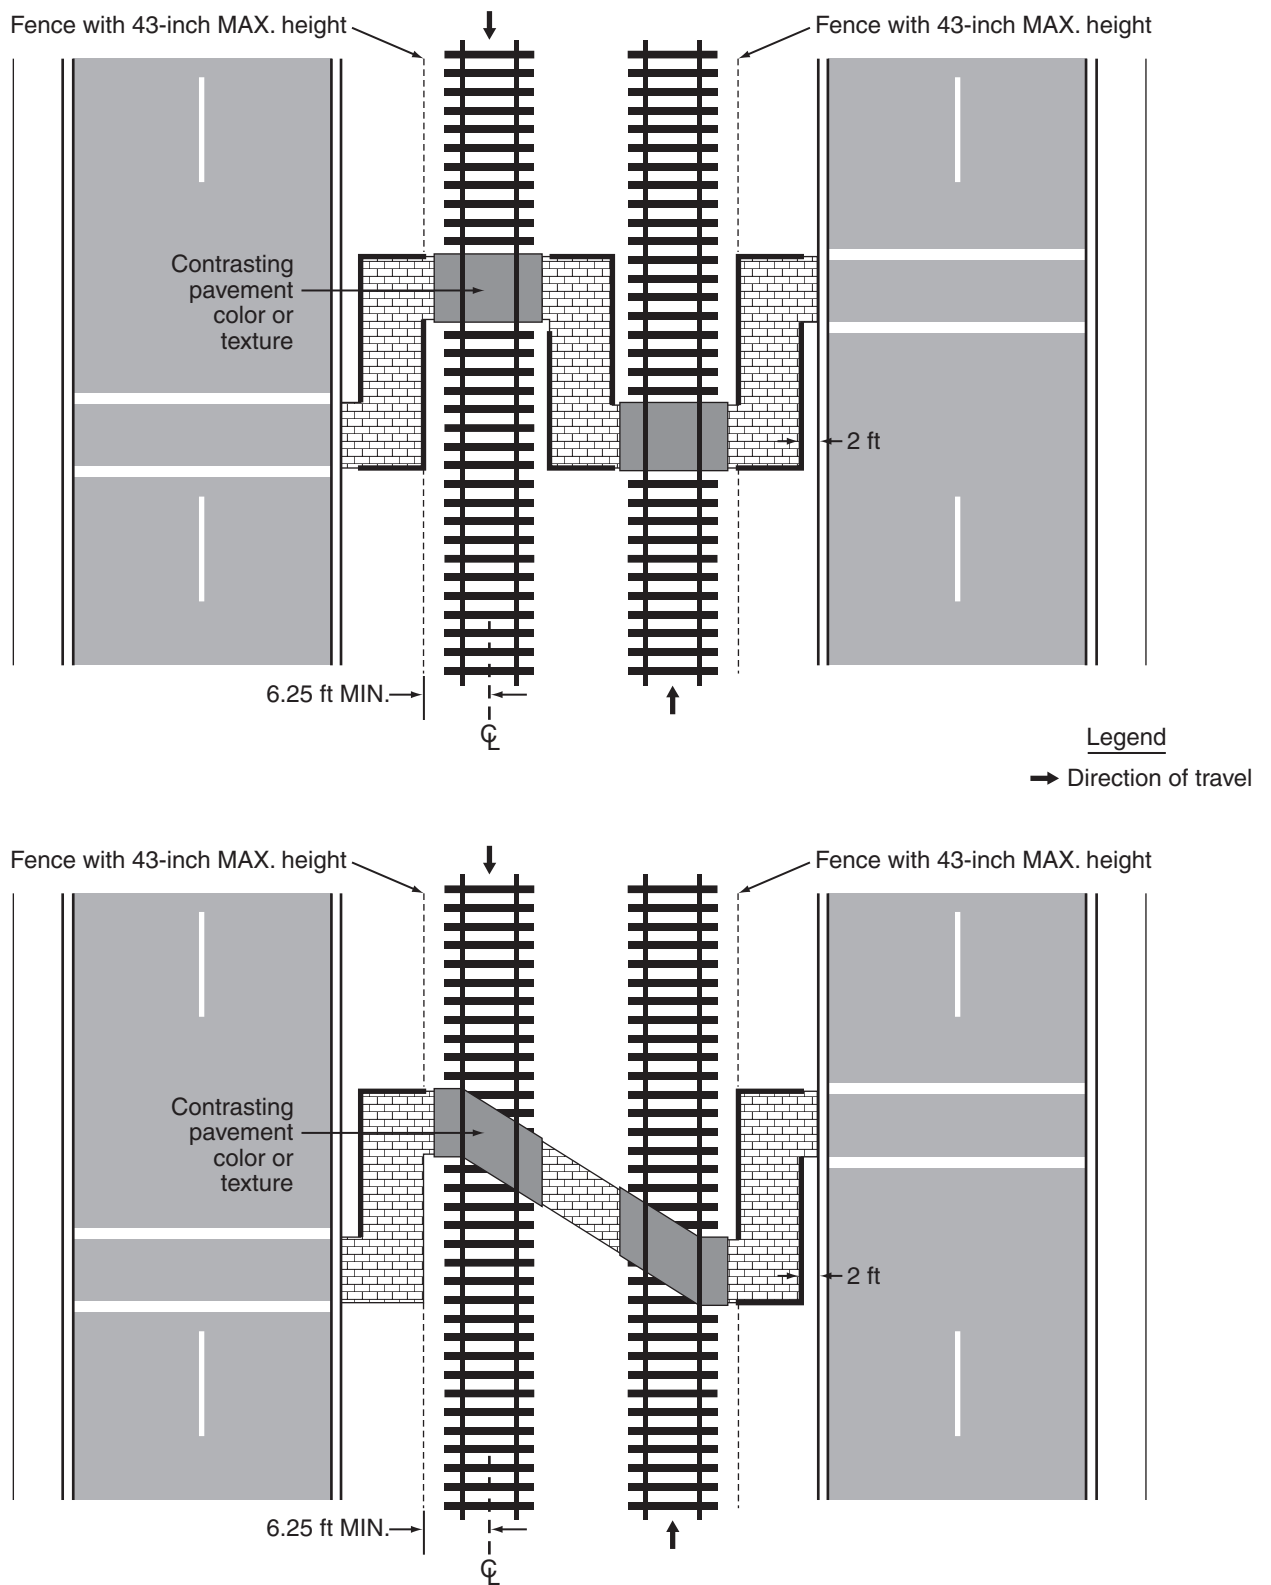 Fence with 43-inch MAX. height
Fence with 43-inch MAX. height
Contrasting
pavement
color or
texture
2 ft
6.25 ft MIN.
℄
Legend
Direction of travel
Fence with 43-inch MAX. height
Fence with 43-inch MAX. height
Contrasting
pavement
color or
texture
2 ft
6.25 ft MIN.
℄